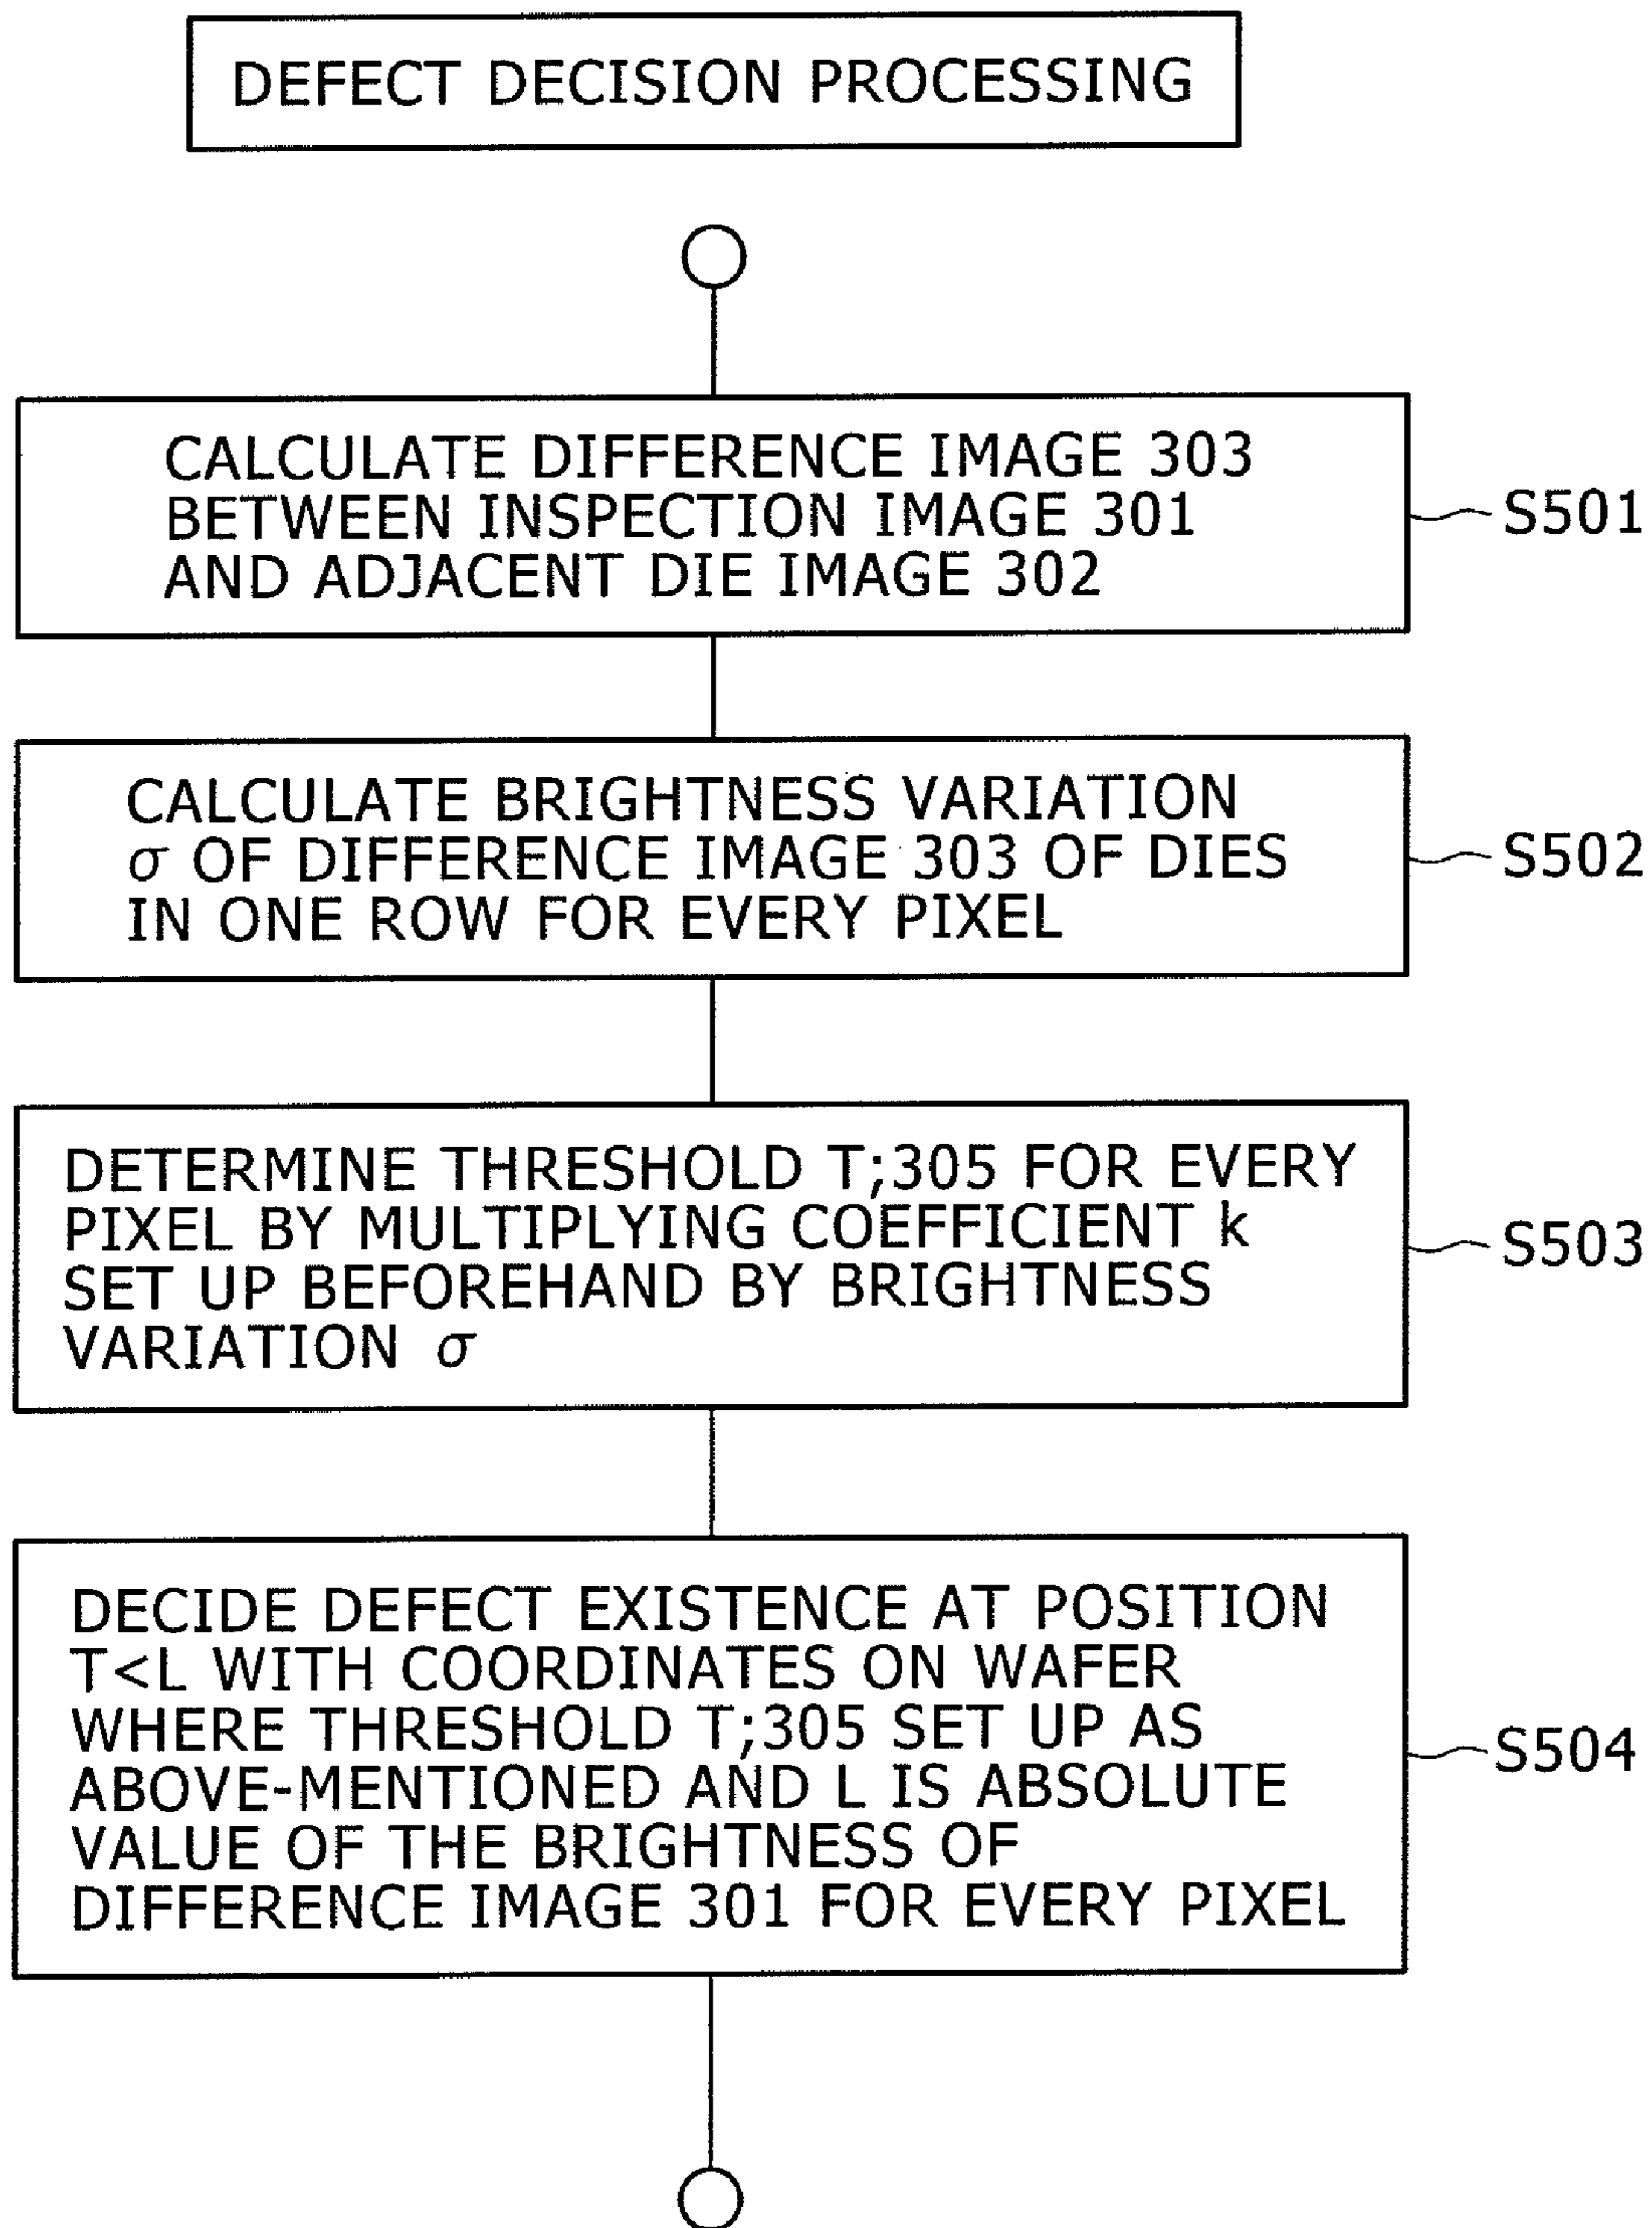 DEFECT DECISION PROCESSING
CALCULATE DIFFERENCE IMAGE 303
BETWEEN INSPECTION IMAGE 301
AND ADJACENT DIE IMAGE 302
S501
CALCULATE BRIGHTNESS VARIATION
σ OF DIFFERENCE IMAGE 303 OF DIES
IN ONE ROW FOR EVERY PIXEL
S502
DETERMINE THRESHOLD T;305 FOR EVERY
PIXEL BY MULTIPLYING COEFFICIENT k
SET UP BEFOREHAND BY BRIGHTNESS
VARIATION σ
S503
DECIDE DEFECT EXISTENCE AT POSITION
T<L WITH COORDINATES ON WAFER
WHERE THRESHOLD T;305 SET UP AS
ABOVE-MENTIONED AND L IS ABSOLUTE
VALUE OF THE BRIGHTNESS OF
DIFFERENCE IMAGE 301 FOR EVERY PIXEL
S504